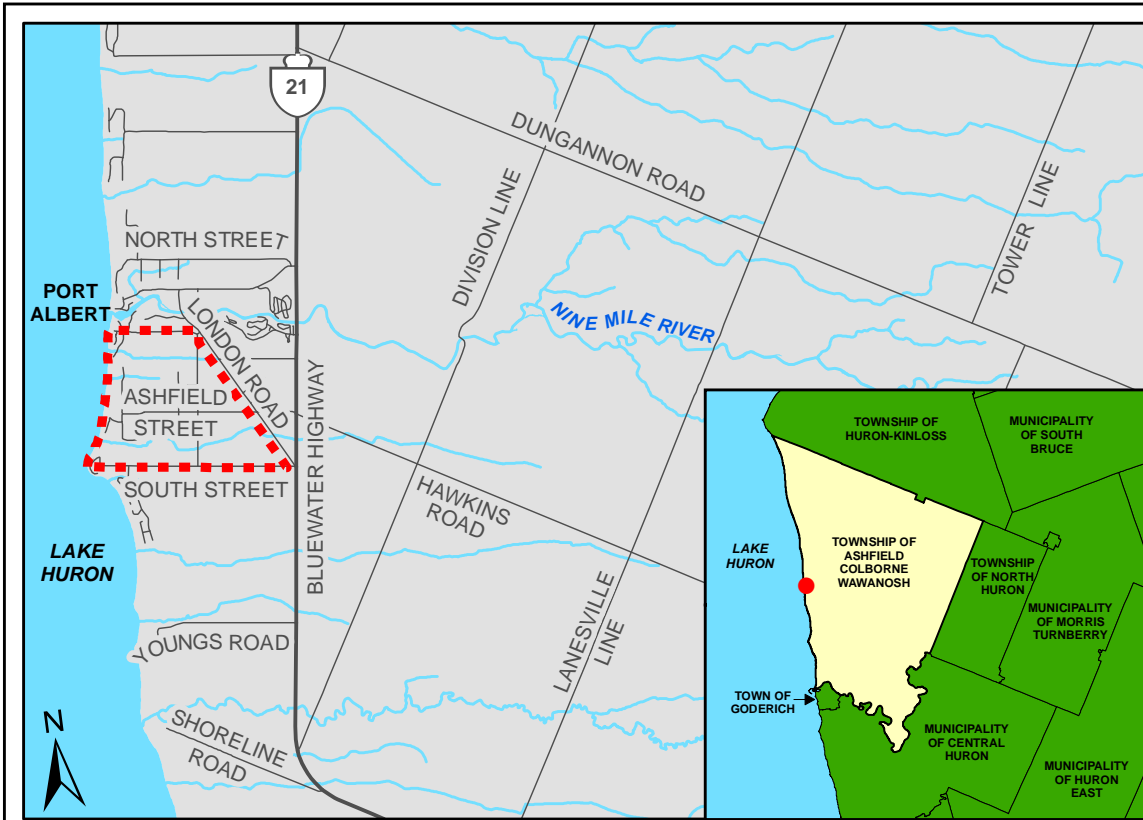 21
DUNGANNON ROAD
DIVISION LINE
TOWER LINE
NORTH STREET
PORT
ALBERT
LONDON ROAD
NINE MILE RIVER
ASHFIELD
STREET
SOUTH STREET
BLUEWATER HIGHWAY
HAWKINS
ROAD
LAKE
HURON
YOUNGS ROAD
LANESVILLE
LINE
SHORELINE
ROAD
N
TOWNSHIP OF
HURON-KINLOSS
MUNICIPALITY
OF SOUTH
BRUCE
LAKE
HURON
TOWNSHIP OF
ASHFIELD
COLBORNE
WAWANOSH
TOWNSHIP
OF NORTH
HURON
MUNICIPALITY
OF MORRIS
TURNBERRY
TOWN OF
GODERICH
MUNICIPALITY
OF CENTRAL
HURON
MUNICIPALITY
OF HURON
EAST